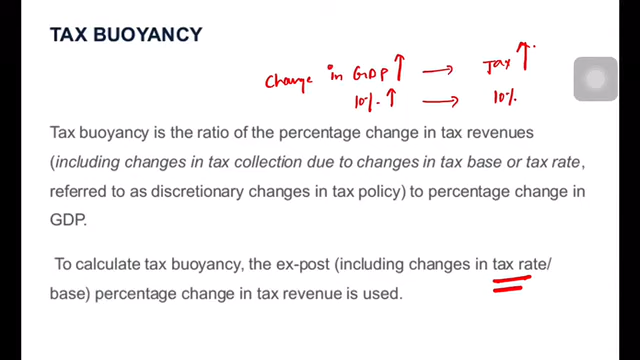 TAX BUOYANCY
Change in GDP ↑ → Tax ↑
10% ↑ → 10%
Tax buoyancy is the ratio of the percentage change in tax revenues
(including changes in tax collection due to changes in tax base or tax rate,
referred to as discretionary changes in tax policy) to percentage change in
GDP.
To calculate tax buoyancy, the ex-post (including changes in tax rate/
base) percentage change in tax revenue is used.